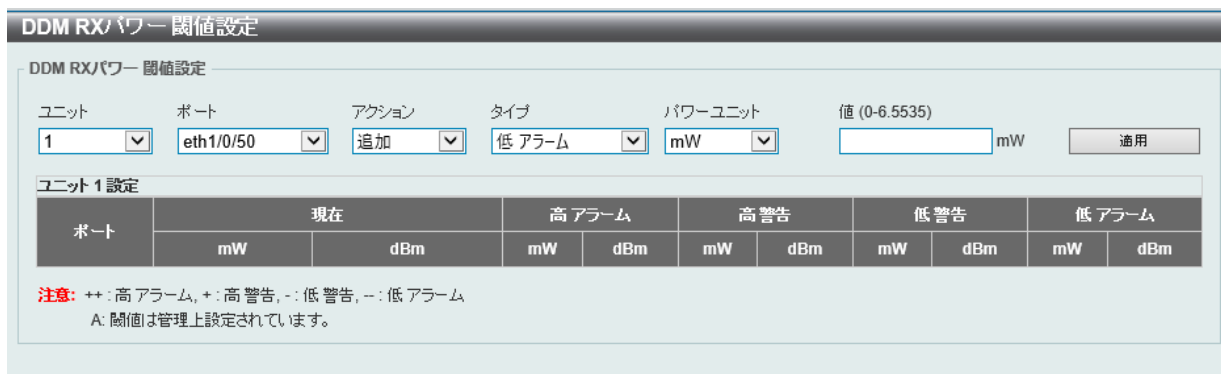 DDM RXパワー 閾値設定
DDM RXパワー 閾値設定
ユニット ポート アクション タイプ パワーユニット 値 (0-6.5535)
1 eth1/0/50 追加 低 アラーム mW mW 適用
ユニット 1 設定
ポート 現在 高 アラーム 高 警告 低 警告 低 アラーム
mW dBm mW dBm mW dBm mW dBm mW dBm
注意: ++ : 高 アラーム, + : 高 警告, - : 低 警告, -- : 低 アラーム
A: 閾値は管理上設定されています。